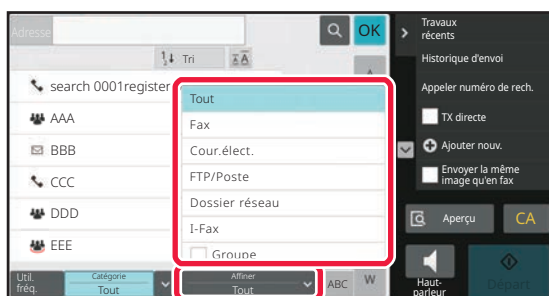 Adresse
OK
Tri
search 0001register
AAA
BBB
CCC
DDD
EEE
Tout
Fax
Cour.élect.
FTP/Poste
Dossier réseau
I-Fax
Groupe
Util.
fréq.
Catégorie
Tout
Affiner
Tout
ABC
W
Travaux
récents
Historique d'envoi
Appeler numéro de rech.
TX directe
Ajouter nouv.
Envoyer la même
image qu'en fax
Aperçu
CA
Haut-
parleur
Départ